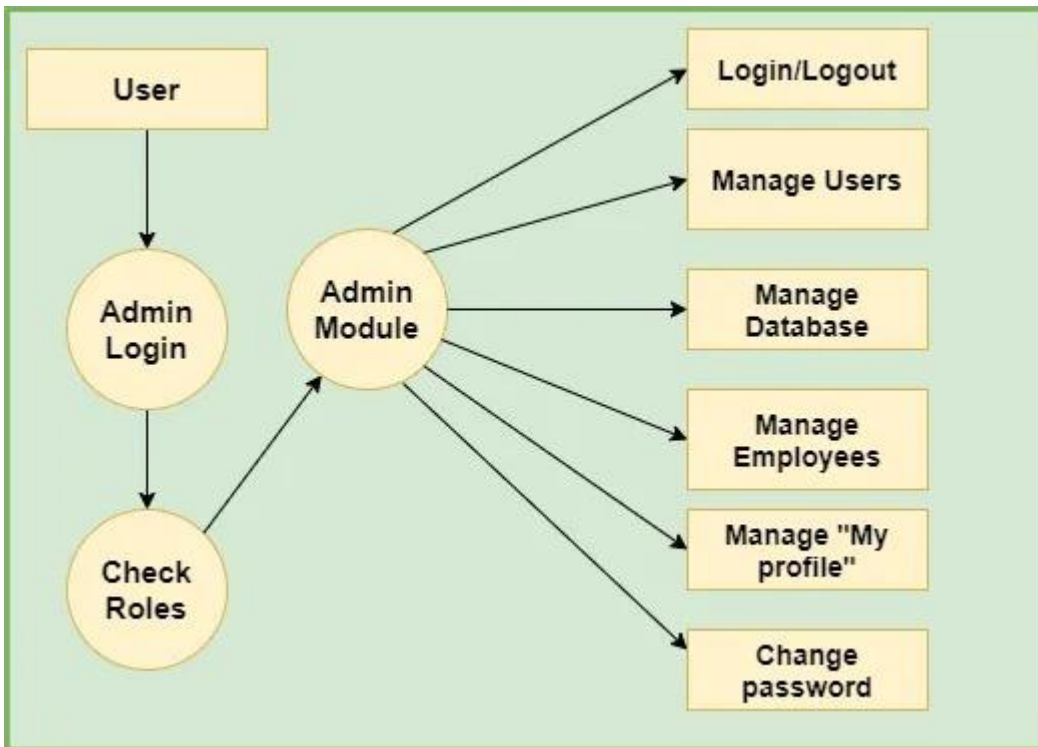 User
Admin
Login
Check
Roles
Admin
Module
Login/Logout
Manage Users
Manage
Database
Manage
Employees
Manage "My
profile"
Change
password